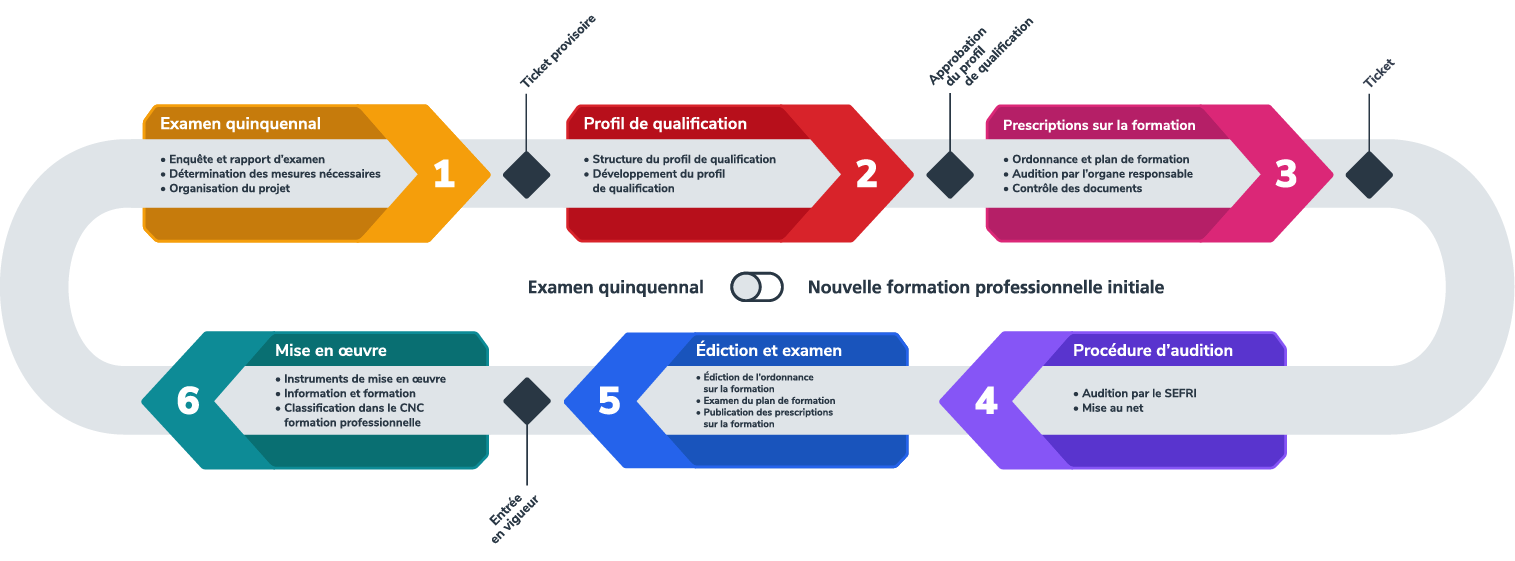 Ticket provisoire
Approbation
du profil
de qualification
Ticket
Examen quinquennal
• Enquête et rapport d'examen
• Détermination des mesures nécessaires
• Organisation du projet
1
Profil de qualification
• Structure du profil de qualification
• Développement du profil
de qualification
2
Prescriptions sur la formation
• Ordonnance et plan de formation
• Audition par l'organe responsable
• Contrôle des documents
3
Examen quinquennal
Nouvelle formation professionnelle initiale
4
Procédure d'audition
• Audition par le SEFRI
• Mise au net
5
Édiction et examen
• Édiction de l'ordonnance
sur la formation
• Examen du plan de formation
• Publication des prescriptions
sur la formation
6
Mise en œuvre
• Instruments de mise en œuvre
• Information et formation
• Classification dans le CNC
formation professionnelle
Entrée
en vigueur